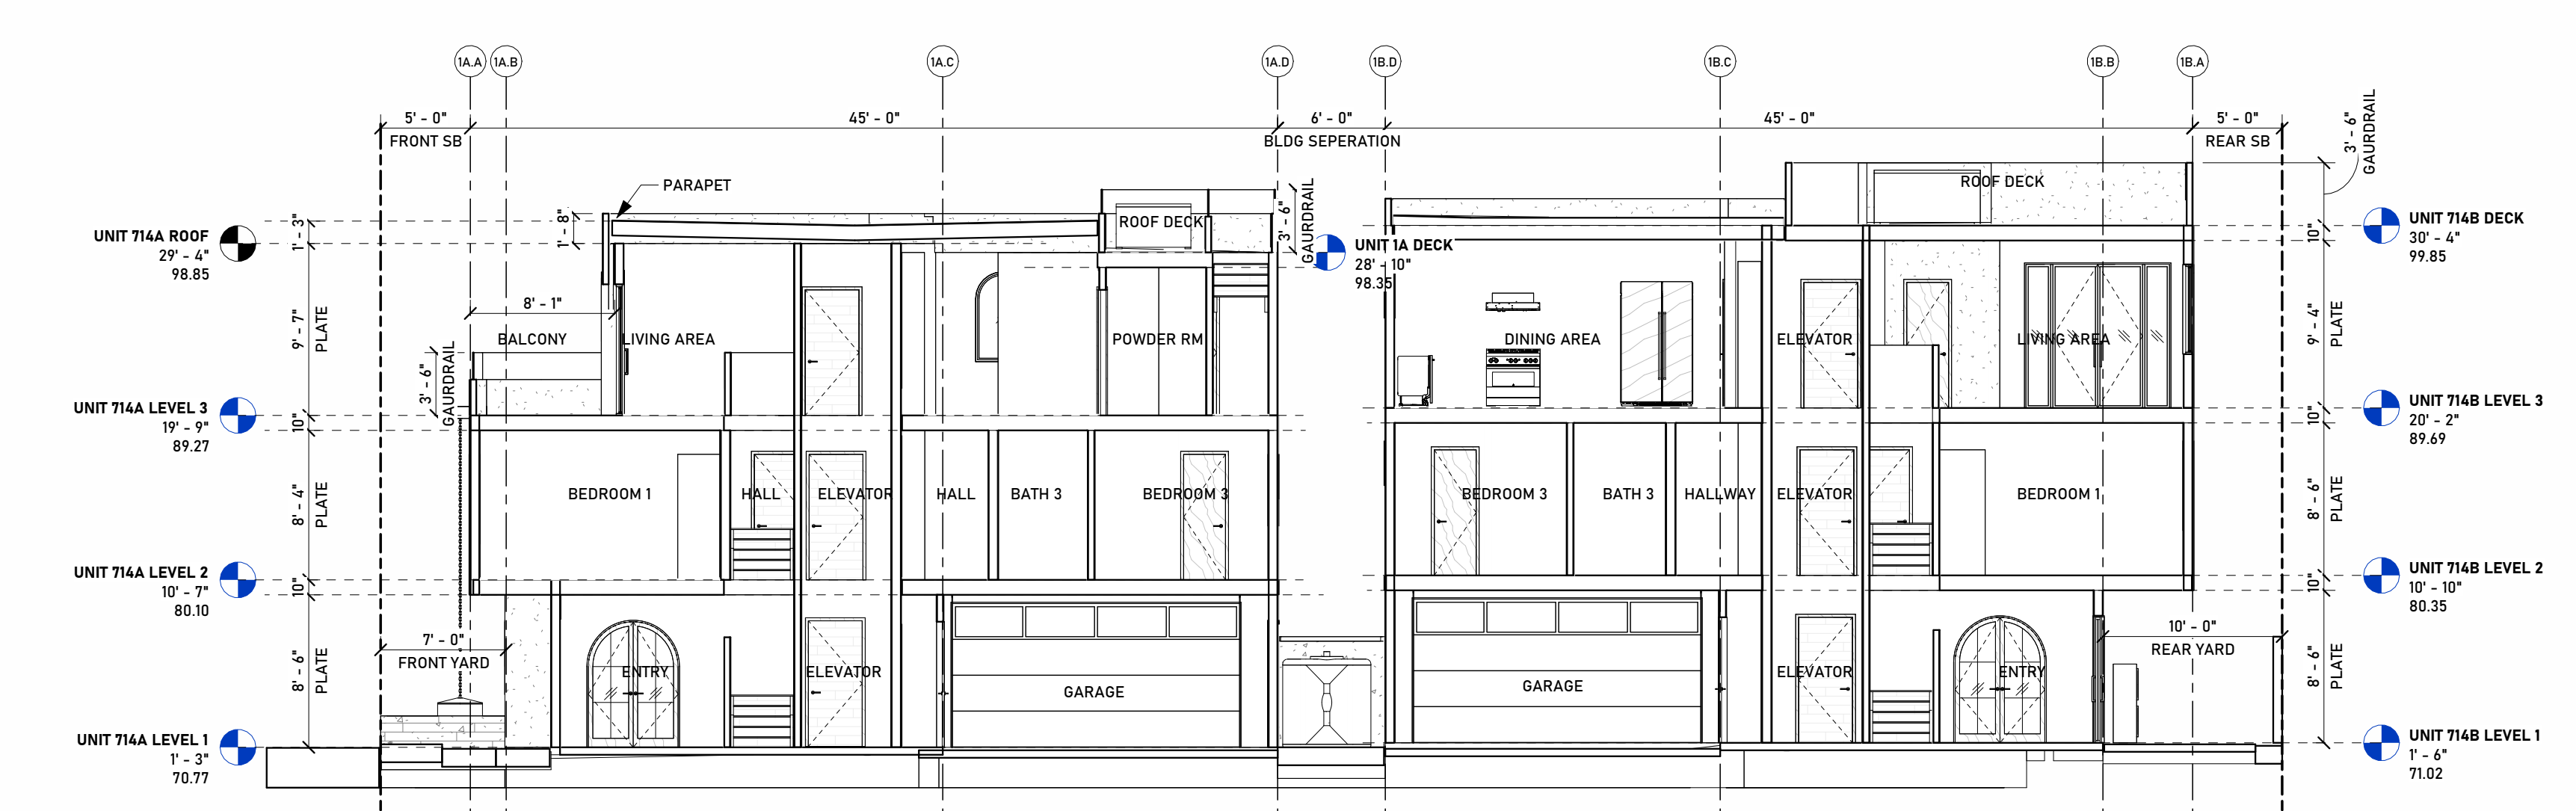 1A.A
1A.B
1A.C
1A.D
1B.D
1B.C
1B.B
1B.A
5' - 0"
45' - 0"
6' - 0"
45' - 0"
5' - 0"
FRONT SB
BLDG SEPERATION
REAR SB
3' - 6"
GAURDRAIL
PARAPET
ROOF DECK
1' - 3"
1' - 8"
ROOF DECK
3' - 6"
GAURDRAIL
UNIT 714A ROOF
29' - 4"
98.85
UNIT 1A DECK
28' - 10"
98.35
UNIT 714B DECK
30' - 4"
99.85
10"
8' - 1"
9' - 7"
PLATE
BALCONY
LIVING AREA
POWDER RM
DINING AREA
ELEVATOR
LIVING AREA
9' - 4"
PLATE
3' - 6"
GAURDRAIL
UNIT 714A LEVEL 3
19' - 9"
89.27
10"
UNIT 714B LEVEL 3
20' - 2"
89.69
10"
8' - 4"
PLATE
BEDROOM 1
HALL
ELEVATOR
HALL
BATH 3
BEDROOM 3
BEDROOM 3
BATH 3
HALLWAY
ELEVATOR
BEDROOM 1
8' - 6"
PLATE
UNIT 714A LEVEL 2
10' - 7"
80.10
10"
UNIT 714B LEVEL 2
10' - 10"
80.35
10"
7' - 0"
FRONT YARD
10' - 0"
REAR YARD
8' - 6"
PLATE
ENTRY
ELEVATOR
GARAGE
GARAGE
ELEVATOR
ENTRY
8' - 6"
PLATE
UNIT 714A LEVEL 1
1' - 3"
70.77
UNIT 714B LEVEL 1
1' - 6"
71.02